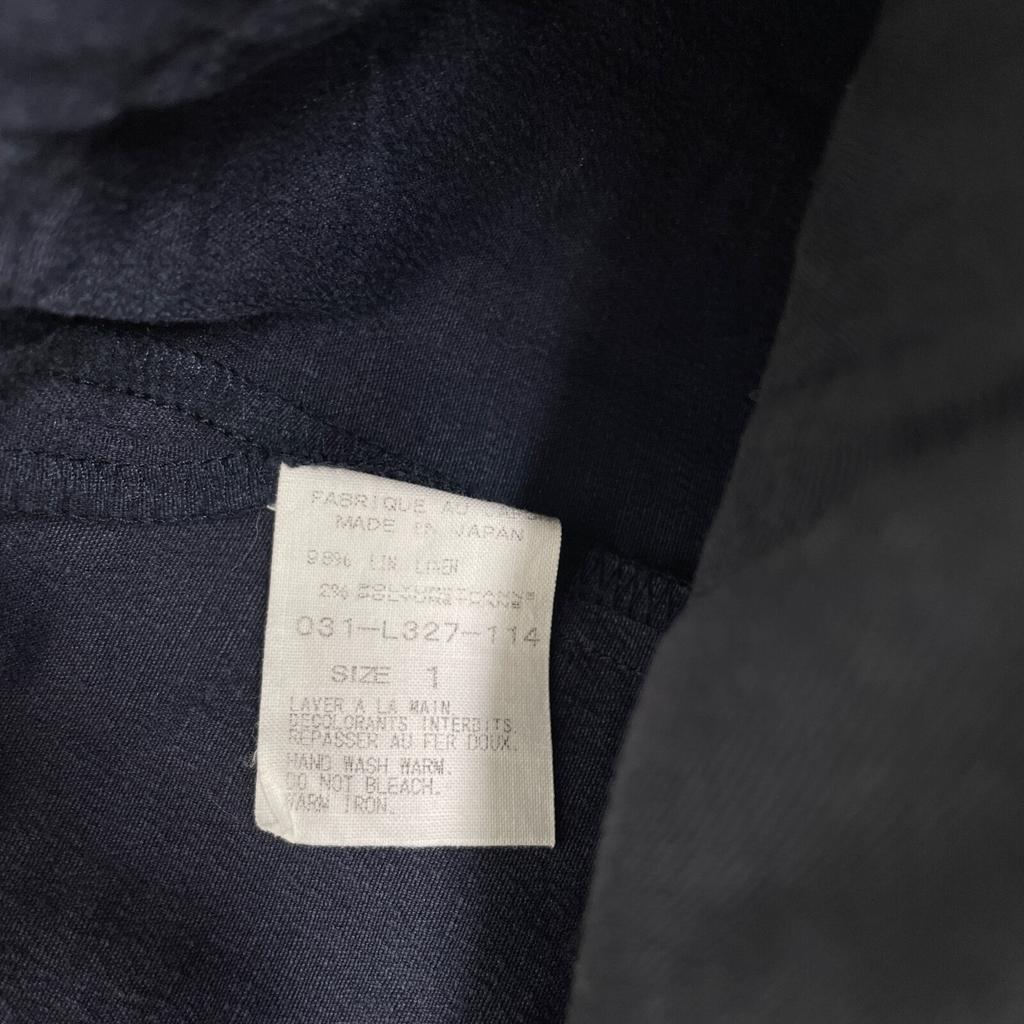 FABRIQUE AU
MADE IN JAPAN
98% LIN LINEN
2%
031-L327-114
SIZE 1
LAVER A LA MAIN.
DECOLORANTS INTERDITS.
REPASSER AU FER DOUX.
HAND WASH WARM.
DO NOT BLEACH.
WARM IRON.